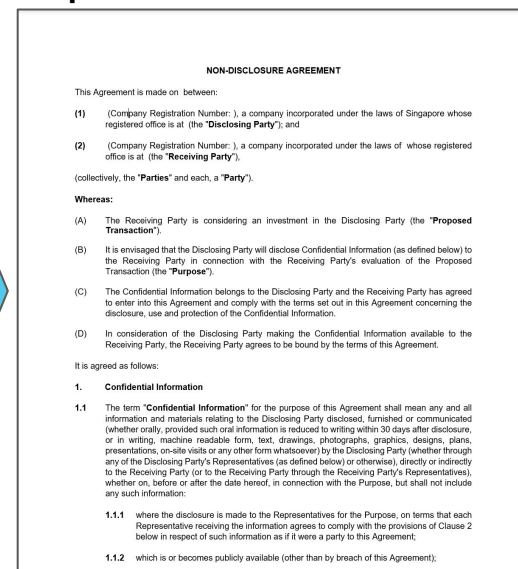 NON-DISCLOSURE AGREEMENT
This Agreement is made on between:
(1) (Company Registration Number: ), a company incorporated under the laws of Singapore whose
registered office is at (the "Disclosing Party"); and
(2) (Company Registration Number: ), a company incorporated under the laws of whose registered
office is at (the "Receiving Party"),
(collectively, the "Parties" and each, a "Party").
Whereas:
(A) The Receiving Party is considering an investment in the Disclosing Party (the "Proposed
Transaction").
(B) It is envisaged that the Disclosing Party will disclose Confidential Information (as defined below) to
the Receiving Party in connection with the Receiving Party's evaluation of the Proposed
Transaction (the "Purpose").
(C) The Confidential Information belongs to the Disclosing Party and the Receiving Party has agreed
to enter into this Agreement and comply with the terms set out in this Agreement concerning the
disclosure, use and protection of the Confidential Information.
(D) In consideration of the Disclosing Party making the Confidential Information available to the
Receiving Party, the Receiving Party agrees to be bound by the terms of this Agreement.
It is agreed as follows:
1. Confidential Information
1.1 The term "Confidential Information" for the purpose of this Agreement shall mean any and all
information and materials relating to the Disclosing Party disclosed, furnished or communicated
(whether orally, provided such oral information is reduced to writing within 30 days after disclosure,
or in writing, machine readable form, text, drawings, photographs, graphics, designs, plans,
presentations, on-site visits or any other form whatsoever) by the Disclosing Party (whether through
any of the Disclosing Party's Representatives (as defined below) or otherwise), directly or indirectly
to the Receiving Party (or to the Receiving Party through the Receiving Party's Representatives),
whether on, before or after the date hereof, in connection with the Purpose, but shall not include
any such information:
1.1.1 where the disclosure is made to the Representatives for the Purpose, on terms that each
Representative receiving the information agrees to comply with the provisions of Clause 2
below in respect of such information as if it were a party to this Agreement;
1.1.2 which is or becomes publicly available (other than by breach of this Agreement);